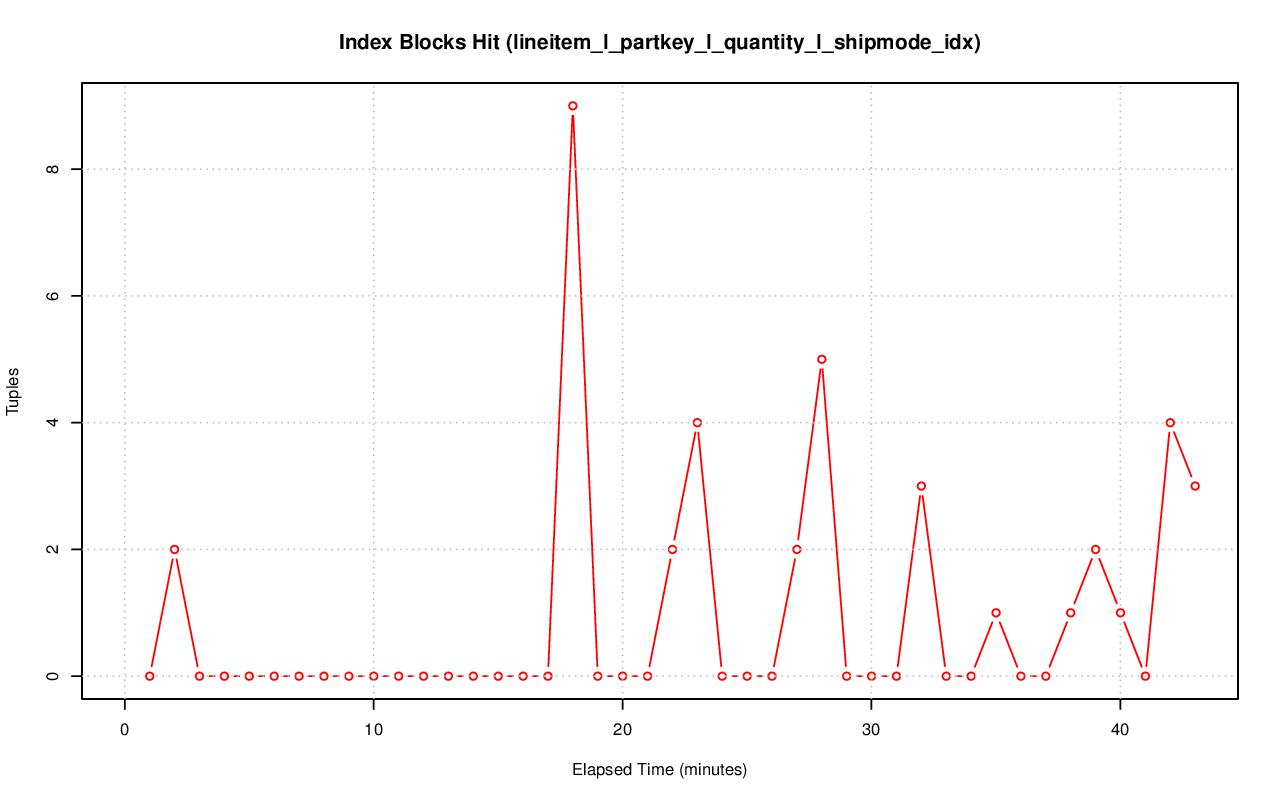 Index Blocks Hit (lineitem_l_partkey_l_quantity_l_shipmode_idx)
Tuples
8
6
4
2
0
0 10 20 30 40
Elapsed Time (minutes)